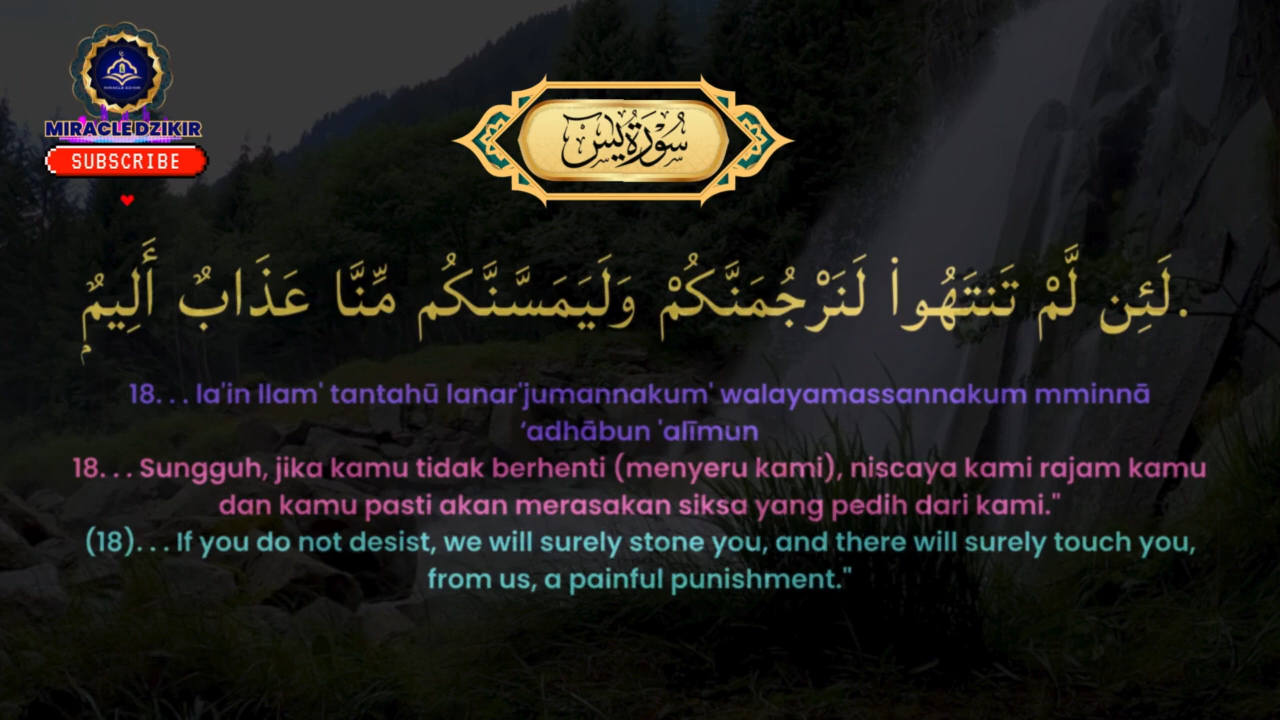 MIRACLE DZIKIR
MIRACLEDZIKIR
SUBSCRIBE
سُورَةُ يس
.لَئِن لَّمْ تَنتَهُوا۟ لَنَرْجُمَنَّكُمْ وَلَيَمَسَّنَّكُم مِّنَّا عَذَابٌ أَلِيمٌۭ
18. . . la'in llam' tantahū lanar'jumannakum' walayamassannakum mminnā
‘adhābun 'alīmun
18. . . Sungguh, jika kamu tidak berhenti (menyeru kami), niscaya kami rajam kamu
dan kamu pasti akan merasakan siksa yang pedih dari kami."
(18). . . If you do not desist, we will surely stone you, and there will surely touch you,
from us, a painful punishment."